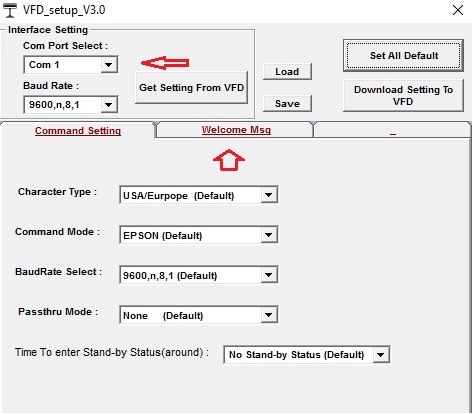 VFD_setup_V3.0
Interface Setting
Com Port Select :
Com 1
Baud Rate :
9600,n,8,1
Get Setting From VFD
Load
Save
Set All Default
Download Setting To
VFD
Command Setting
Welcome Msg
_
Character Type :
USA/Eurpope (Default)
Command Mode :
EPSON (Default)
BaudRate Select :
9600,n,8,1 (Default)
Passthru Mode :
None (Default)
Time To enter Stand-by Status(around) :
No Stand-by Status (Default)